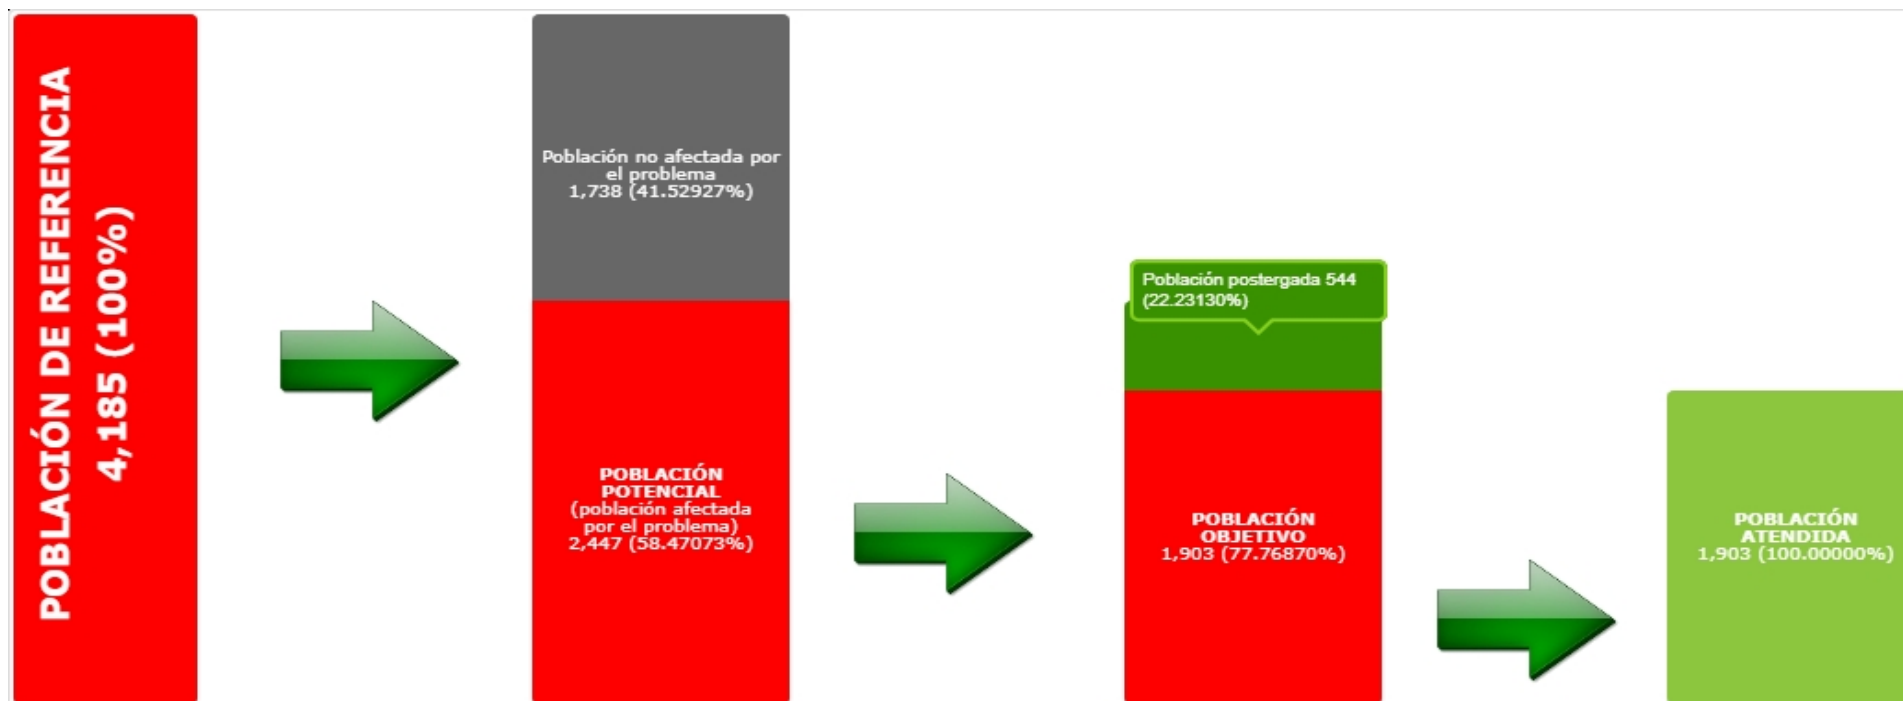 POBLACIÓN DE REFERENCIA
4,185 (100%)
Población no afectada por
el problema
1,738 (41.52927%)
POBLACIÓN
POTENCIAL
(población afectada
por el problema)
2,447 (58.47073%)
Población postergada 544
(22.23130%)
POBLACIÓN
OBJETIVO
1,903 (77.76870%)
POBLACIÓN
ATENDIDA
1,903 (100.00000%)